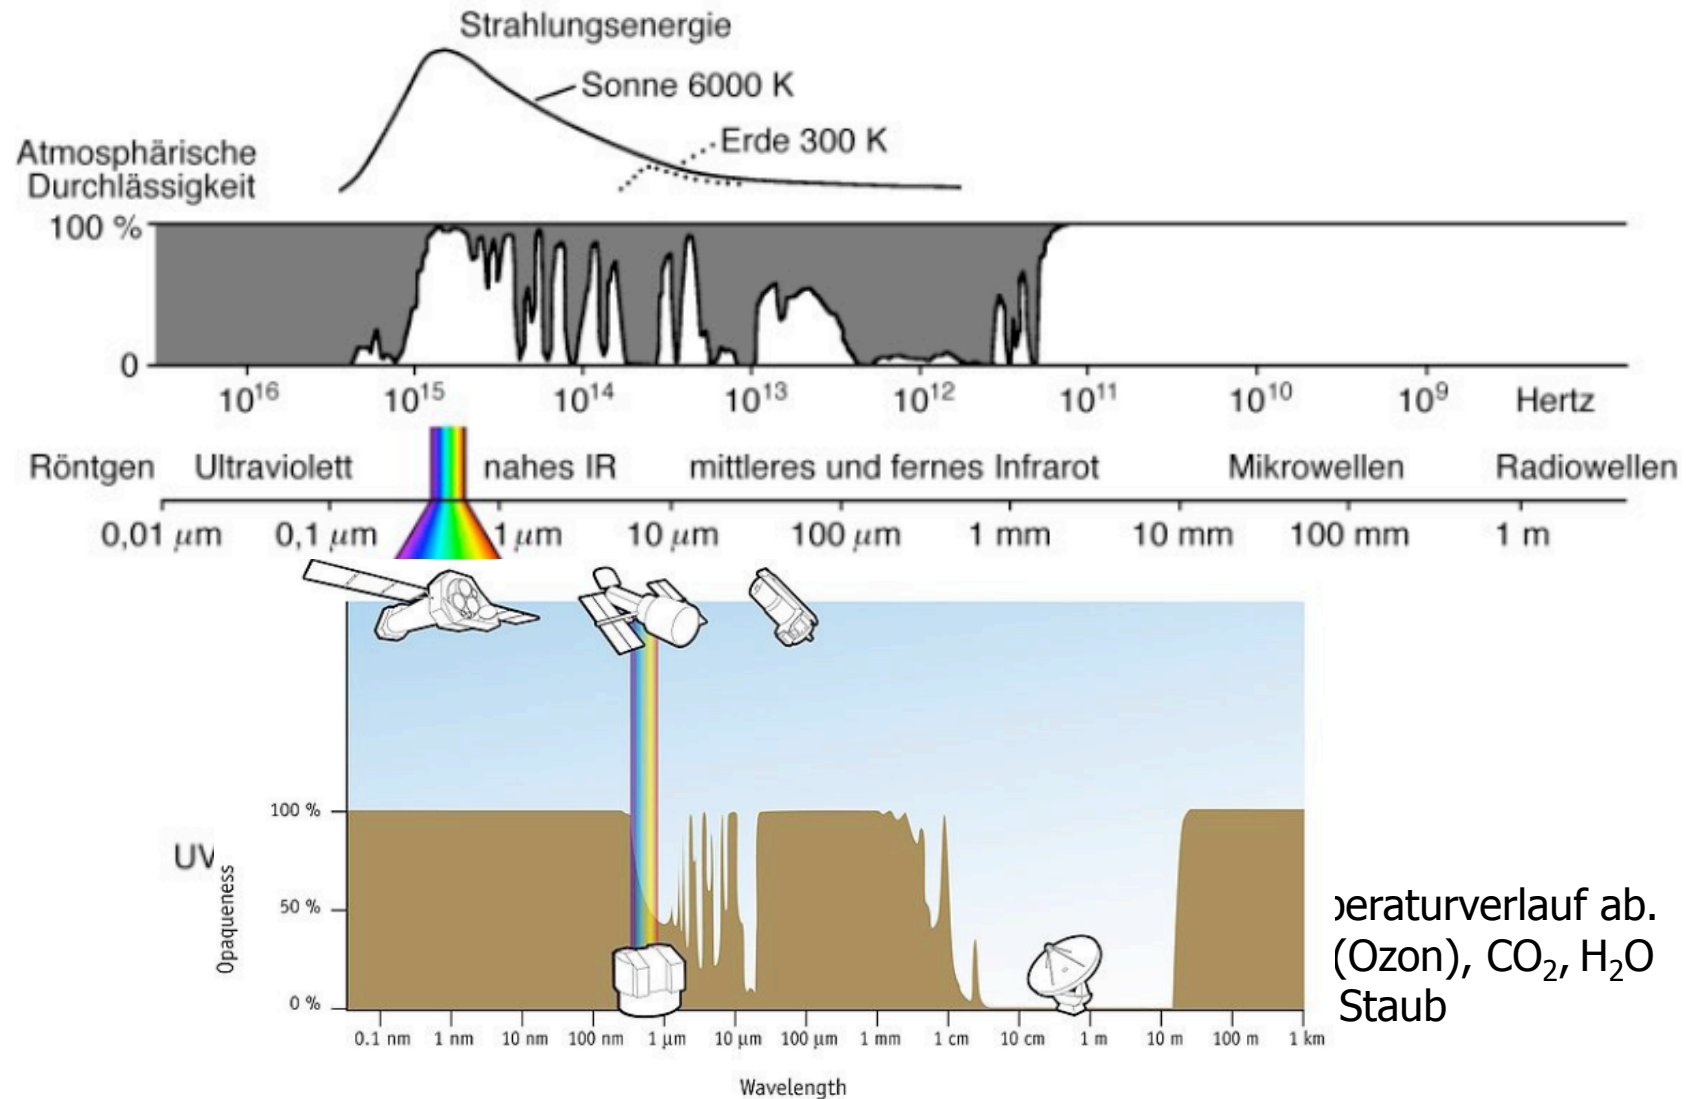 Strahlungsenergie
Sonne 6000 K
Erde 300 K
Atmosphärische
Durchlässigkeit
100 %
0
10¹⁶ 10¹⁵ 10¹⁴ 10¹³ 10¹² 10¹¹ 10¹⁰ 10⁹ Hertz
Röntgen Ultraviolett nahes IR mittleres und fernes Infrarot Mikrowellen Radiowellen
0,01 µm 0,1 µm 1 µm 10 µm 100 µm 1 mm 10 mm 100 mm 1 m
100 %
UV
50 %
Opaqueness
0 %
0.1 nm 1 nm 10 nm 100 nm 1 µm 10 µm 100 µm 1 mm 1 cm 10 cm 1 m 10 m 100 m 1 km
Wavelength
peraturverlauf ab.
(Ozon), CO₂, H₂O
Staub